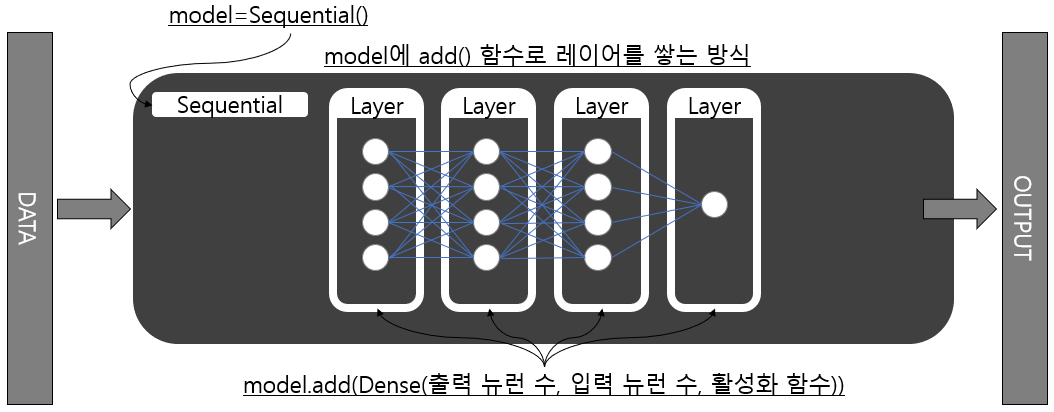 model=Sequential()
model에 add() 함수로 레이어를 쌓는 방식
Sequential
Layer
Layer
Layer
Layer
DATA
OUTPUT
model.add(Dense(출력 뉴런 수, 입력 뉴런 수, 활성화 함수))